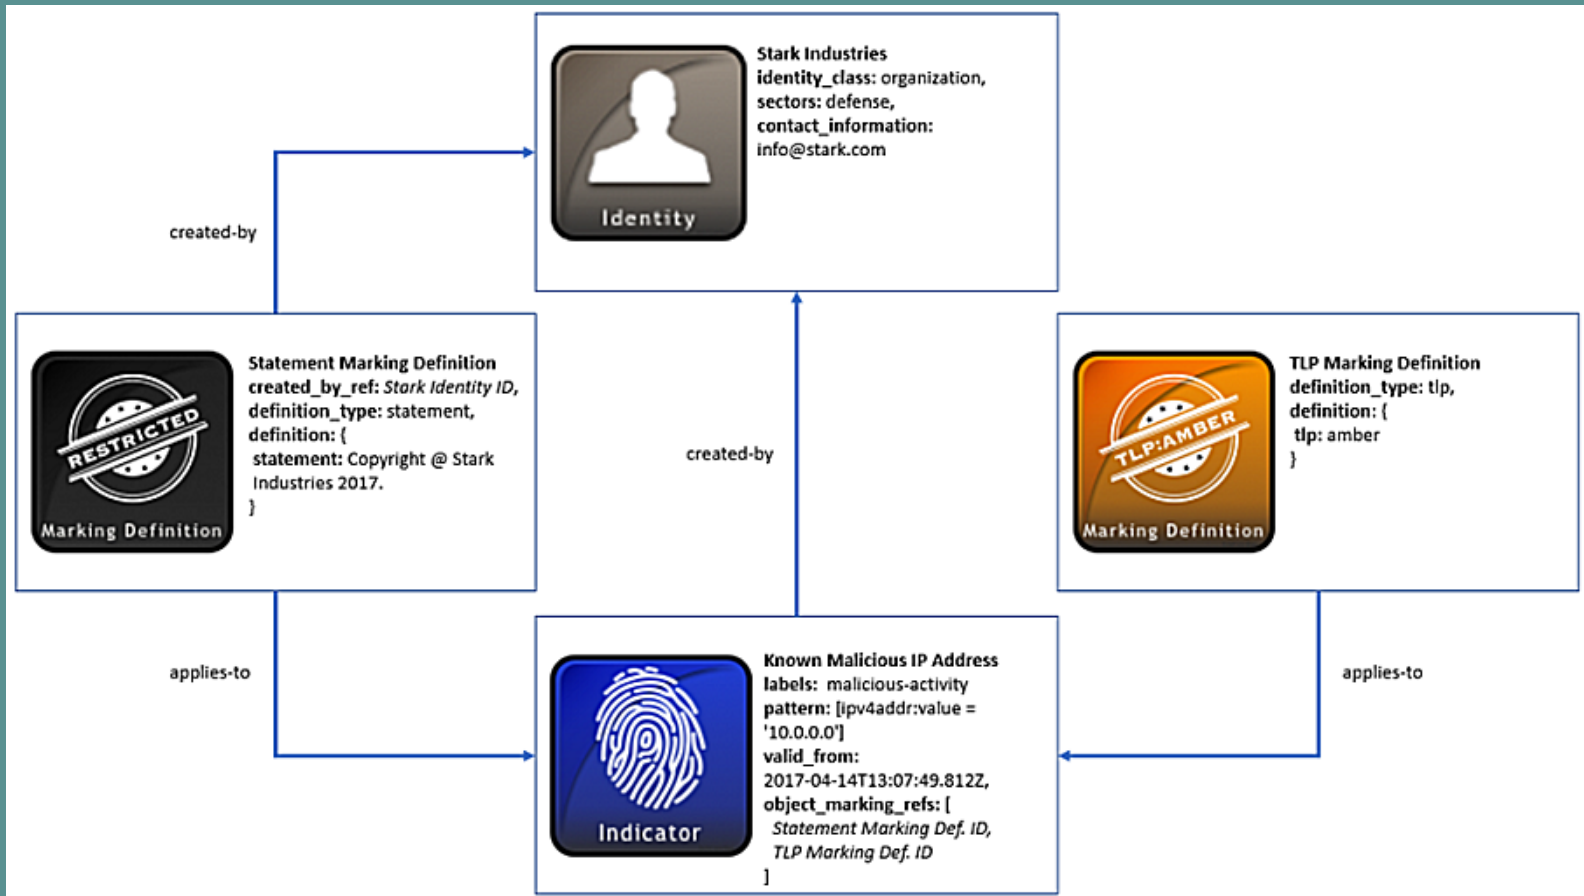 Stark Industries
identity_class: organization,
sectors: defense,
contact_information:
info@stark.com
Identity
created-by
Statement Marking Definition
created_by_ref: Stark Identity ID,
definition_type: statement,
definition: {
statement: Copyright @ Stark
Industries 2017.
}
RESTRICTED
Marking Definition
created-by
TLP Marking Definition
definition_type: tlp,
definition: {
tlp: amber
}
TLP:AMBER
Marking Definition
applies-to
Known Malicious IP Address
labels: malicious-activity
pattern: [ipv4addr:value =
'10.0.0.0']
valid_from:
2017-04-14T13:07:49.812Z,
object_marking_refs: [
Statement Marking Def. ID,
TLP Marking Def. ID
]
Indicator
applies-to